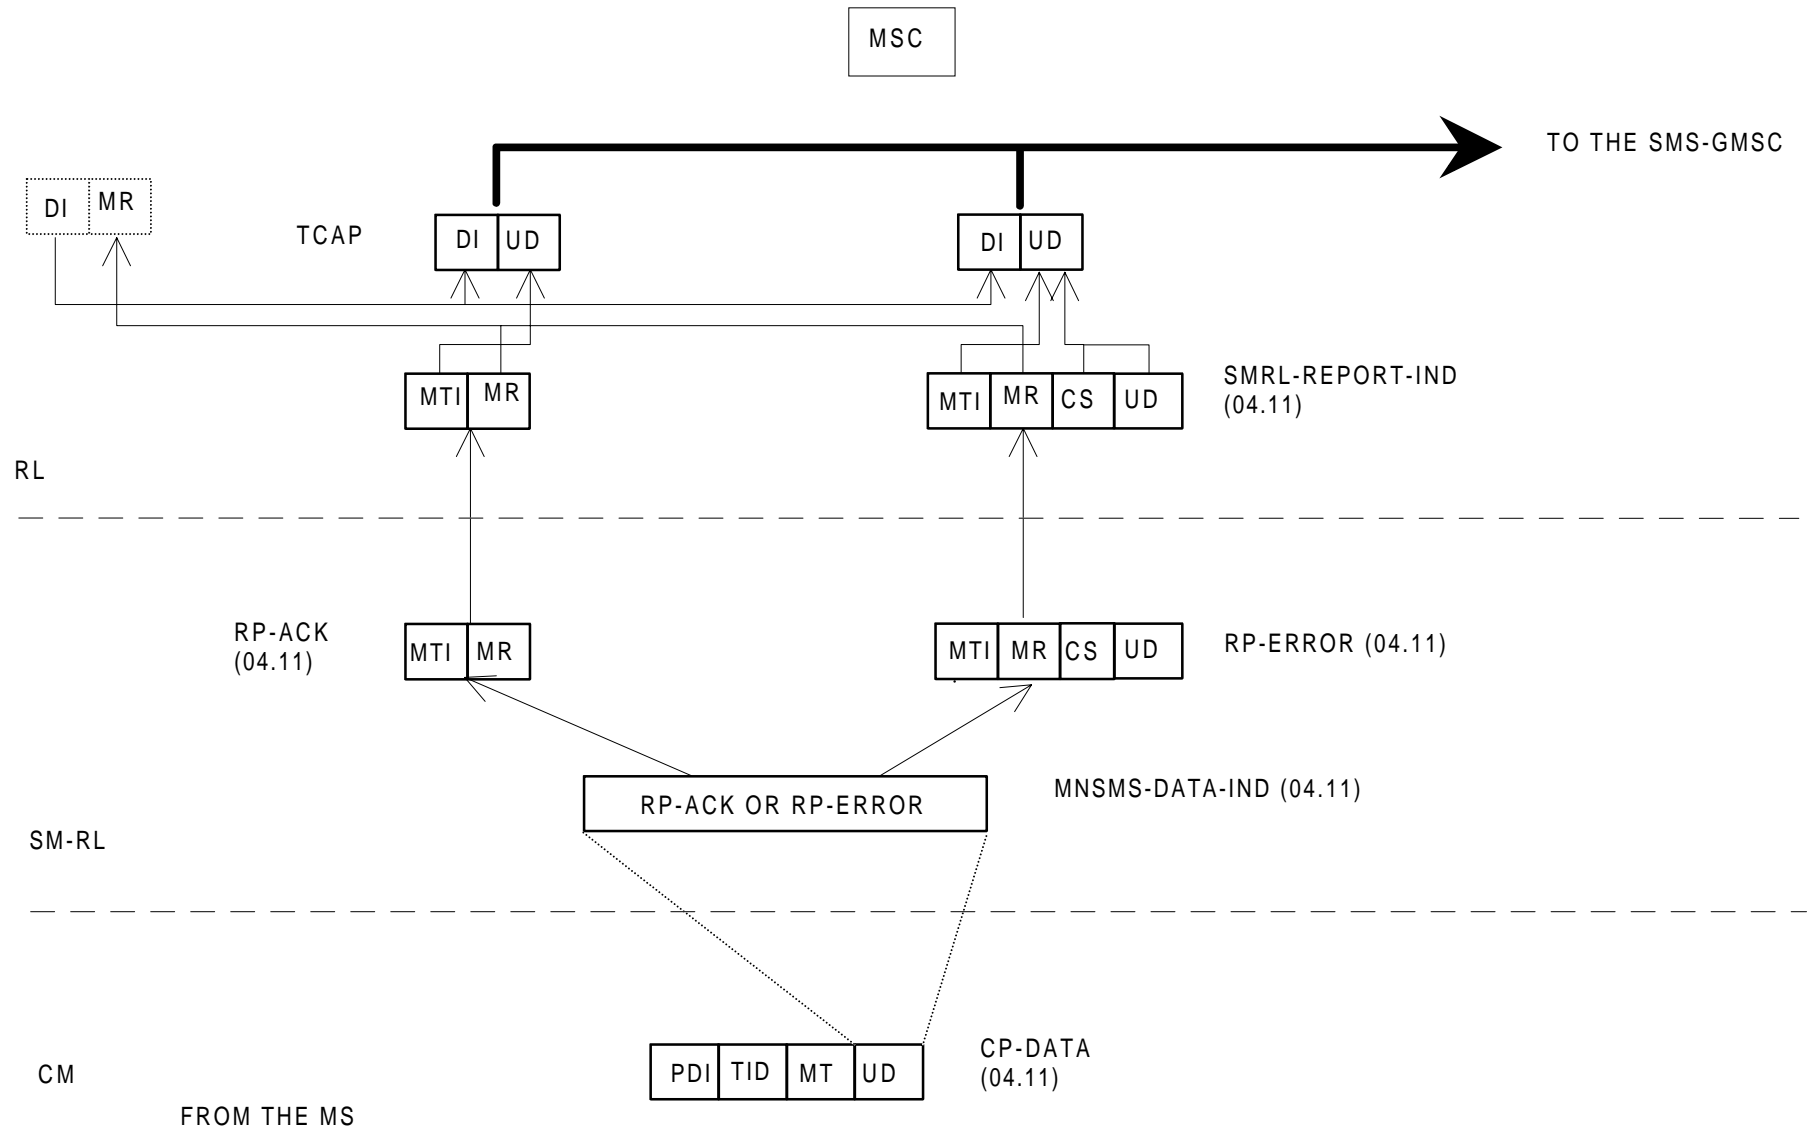 MSC
TO THE SMS-GMSC
DI MR
TCAP
DI UD
DI UD
MTI MR
MTI MR CS UD
SMRL-REPORT-IND
(04.11)
RL
RP-ACK
(04.11)
MTI MR
MTI MR CS UD
RP-ERROR (04.11)
RP-ACK OR RP-ERROR
MNSMS-DATA-IND (04.11)
SM-RL
CM
PDI TID MT UD
CP-DATA
(04.11)
FROM THE MS